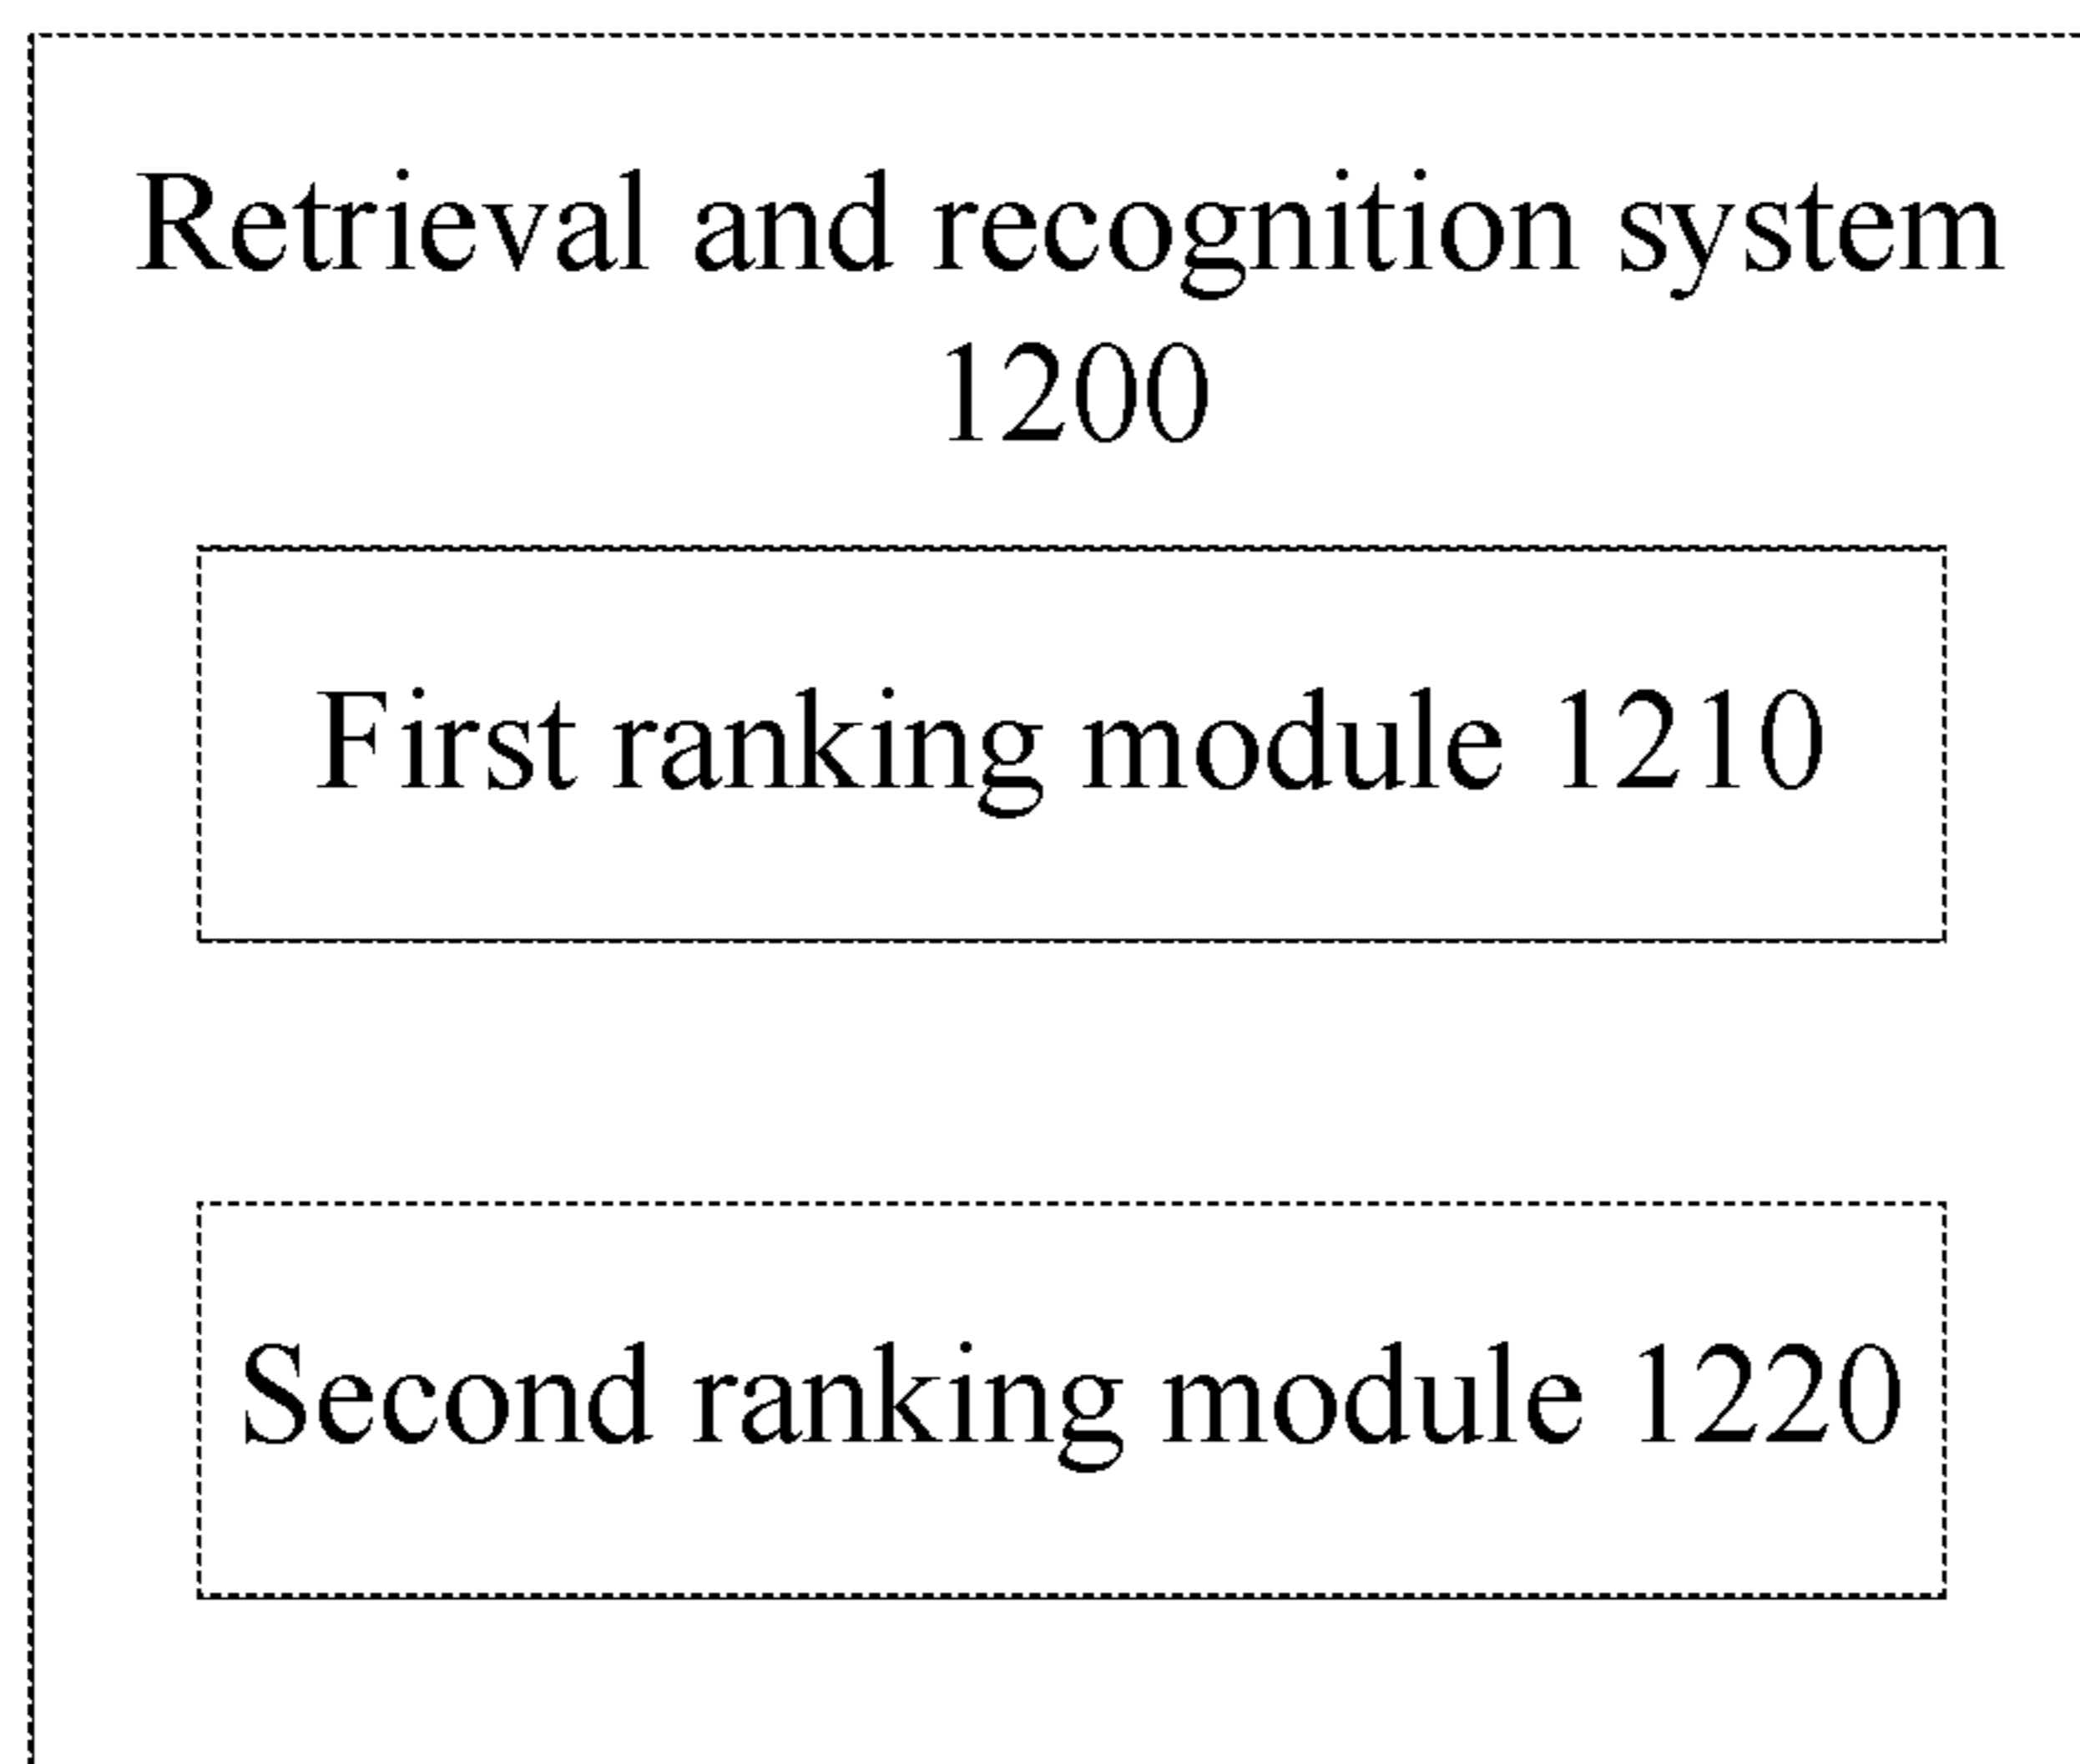 Retrieval and recognition system
1200
First ranking module 1210
Second ranking module 1220